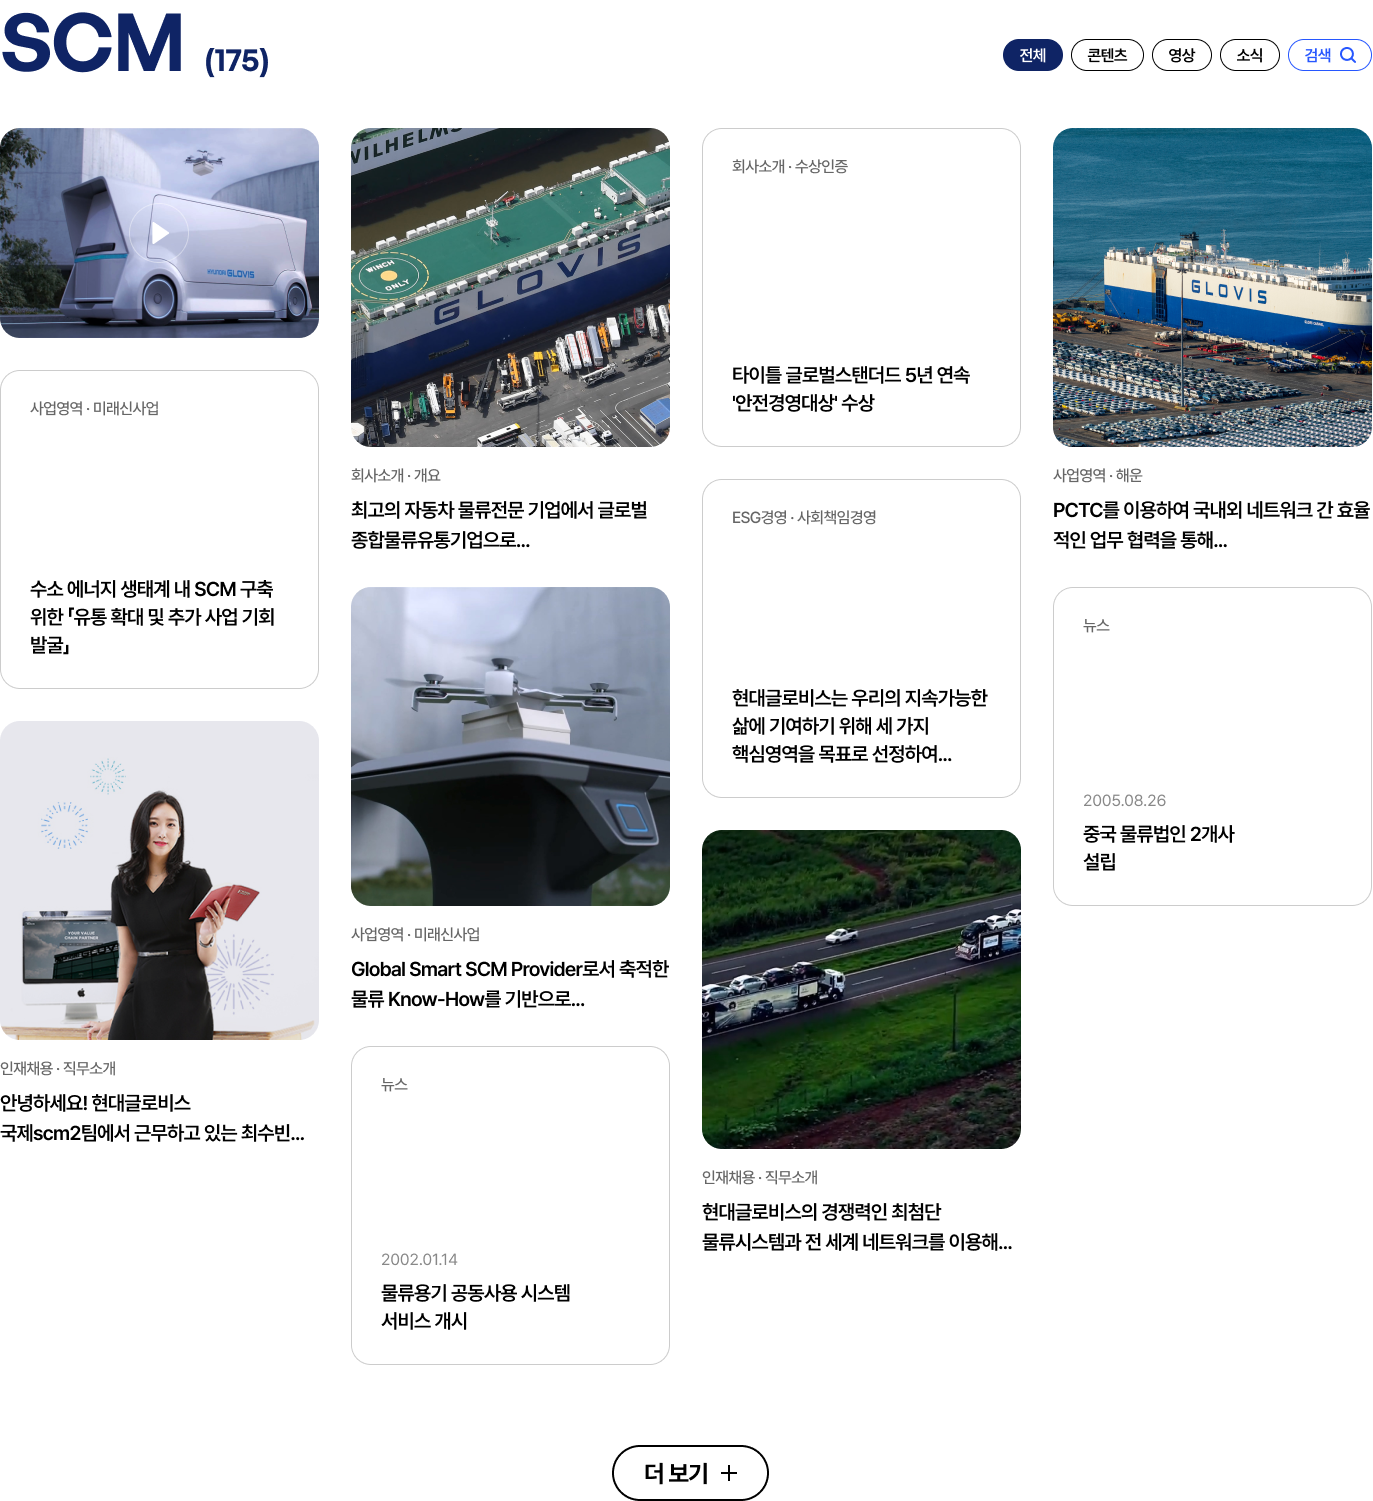 SCM (175)
전체
콘텐츠
영상
소식
검색
HYUNDAI GLOVIS
사업영역 · 미래신사업
수소 에너지 생태계 내 SCM 구축
위한 「유통 확대 및 추가 사업 기회
발굴」
YOUR VALUE
CHAIN PARTNER
인재채용 · 직무소개
안녕하세요! 현대글로비스
국제scm2팀에서 근무하고 있는 최수빈...
VILHELMS
WINCH
ONLY
GLOVIS
회사소개 · 개요
최고의 자동차 물류전문 기업에서 글로벌
종합물류유통기업으로...
사업영역 · 미래신사업
Global Smart SCM Provider로서 축적한
물류 Know-How를 기반으로...
뉴스
2002.01.14
물류용기 공동사용 시스템
서비스 개시
회사소개 · 수상인증
타이틀 글로벌스탠더드 5년 연속
'안전경영대상' 수상
ESG경영 · 사회책임경영
현대글로비스는 우리의 지속가능한
삶에 기여하기 위해 세 가지
핵심영역을 목표로 선정하여...
인재채용 · 직무소개
현대글로비스의 경쟁력인 최첨단
물류시스템과 전 세계 네트워크를 이용해...
GLOVIS
사업영역 · 해운
PCTC를 이용하여 국내외 네트워크 간 효율
적인 업무 협력을 통해...
뉴스
2005.08.26
중국 물류법인 2개사
설립
더 보기